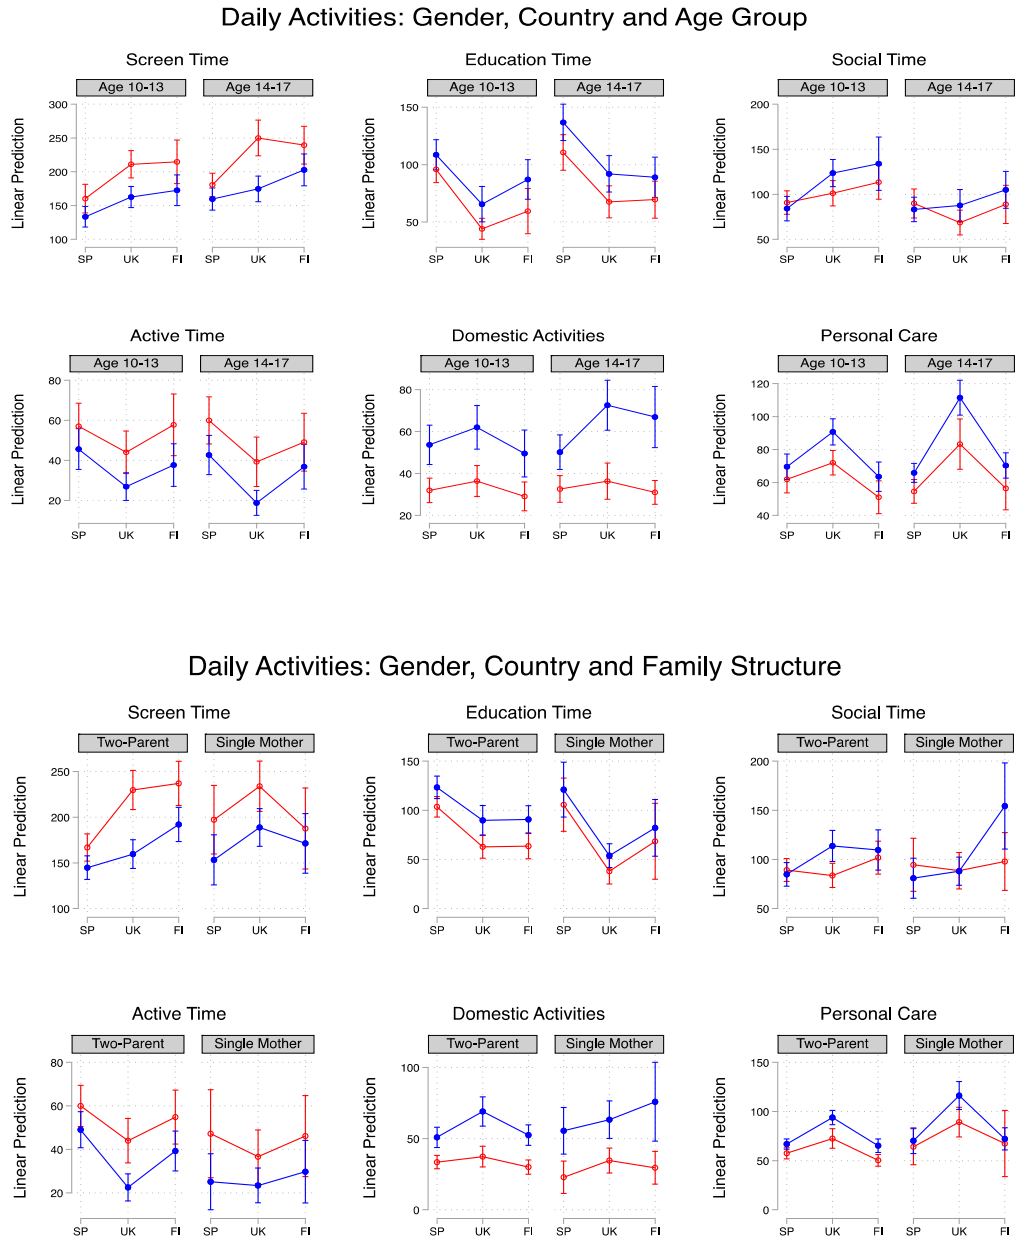 Daily Activities: Gender, Country and Age Group
Screen Time
Education Time
Social Time
Age 10-13
Age 14-17
Age 10-13
Age 14-17
Age 10-13
Age 14-17
Linear Prediction
300
250
200
150
100
SP
UK
FI
SP
UK
FI
Linear Prediction
150
100
50
SP
UK
FI
SP
UK
FI
Linear Prediction
200
150
100
50
SP
UK
FI
SP
UK
FI
Active Time
Domestic Activities
Personal Care
Age 10-13
Age 14-17
Age 10-13
Age 14-17
Age 10-13
Age 14-17
Linear Prediction
80
60
40
20
SP
UK
FI
SP
UK
FI
Linear Prediction
80
60
40
20
SP
UK
FI
SP
UK
FI
Linear Prediction
120
100
80
60
40
SP
UK
FI
SP
UK
FI
Daily Activities: Gender, Country and Family Structure
Screen Time
Education Time
Social Time
Two-Parent
Single Mother
Two-Parent
Single Mother
Two-Parent
Single Mother
Linear Prediction
250
200
150
100
SP
UK
FI
SP
UK
FI
Linear Prediction
150
100
50
0
SP
UK
FI
SP
UK
FI
Linear Prediction
200
150
100
50
SP
UK
FI
SP
UK
FI
Active Time
Domestic Activities
Personal Care
Two-Parent
Single Mother
Two-Parent
Single Mother
Two-Parent
Single Mother
Linear Prediction
80
60
40
20
SP
UK
FI
SP
UK
FI
Linear Prediction
100
50
0
SP
UK
FI
SP
UK
FI
Linear Prediction
150
100
50
0
SP
UK
FI
SP
UK
FI